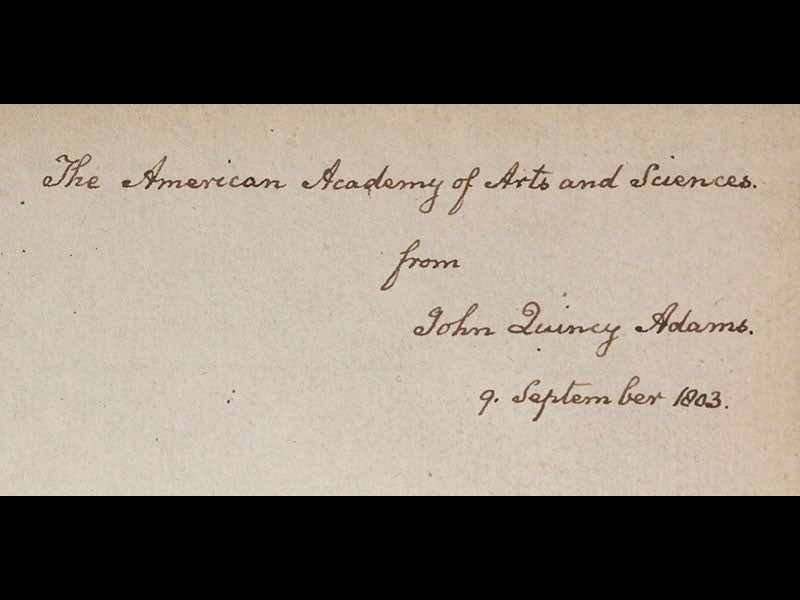 The American Academy of Arts and Sciences.
from
John Quincy Adams.
9. September 1803.